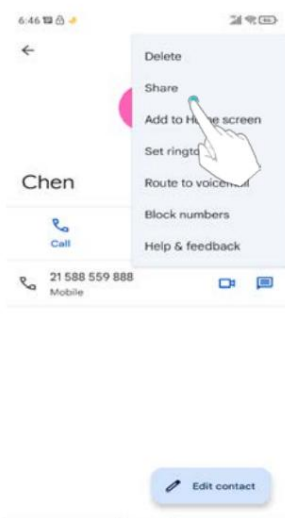 6:46
Delete
Share
Add to Home screen
Set ringto
Chen
Route to voicemail
Block numbers
Call
Help & feedback
21 588 559 888
Mobile
Edit contact